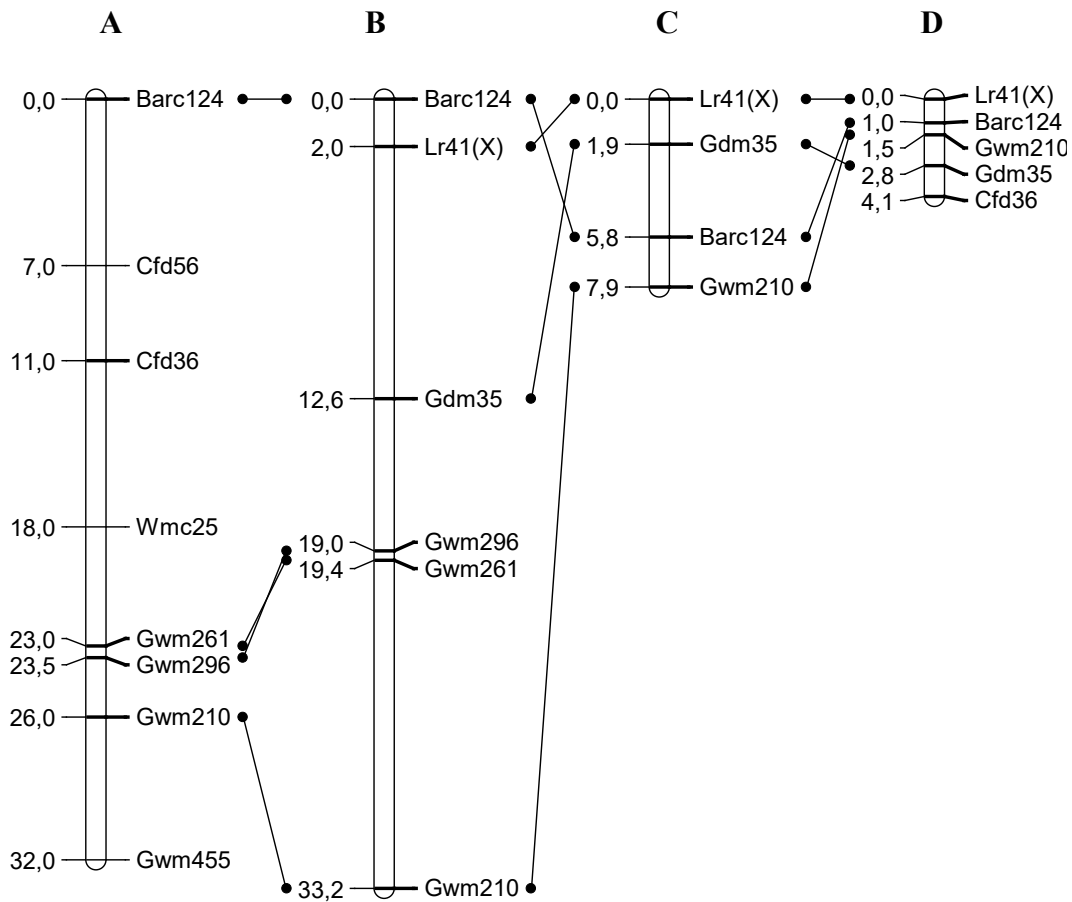 A B C D
0,0 Barc124
7,0 Cfd56
11,0 Cfd36
18,0 Wmc25
23,0 Gwm261
23,5 Gwm296
26,0 Gwm210
32,0 Gwm455
0,0 Barc124
2,0 Lr41(X)
12,6 Gdm35
19,0 Gwm296
19,4 Gwm261
33,2 Gwm210
0,0 Lr41(X)
1,9 Gdm35
5,8 Barc124
7,9 Gwm210
0,0 Lr41(X)
1,0 Barc124
1,5 Gwm210
2,8 Gdm35
4,1 Cfd36